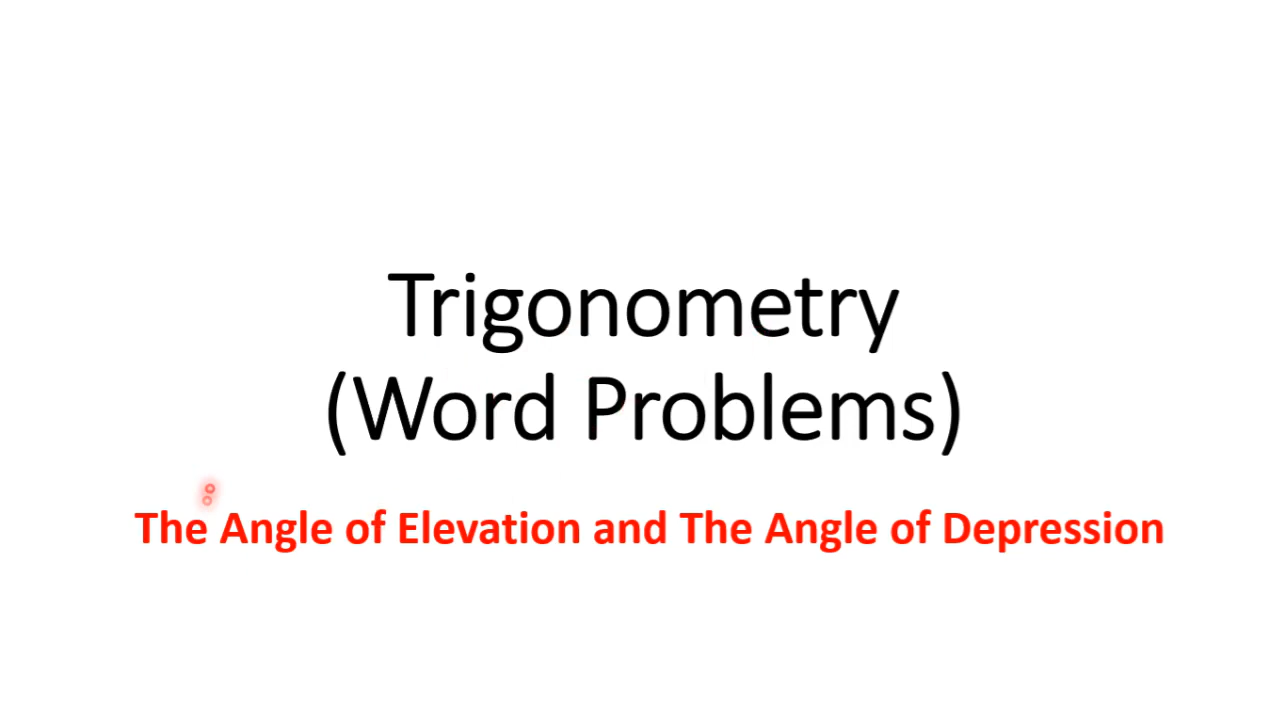 Trigonometry
(Word Problems)
The Angle of Elevation and The Angle of Depression